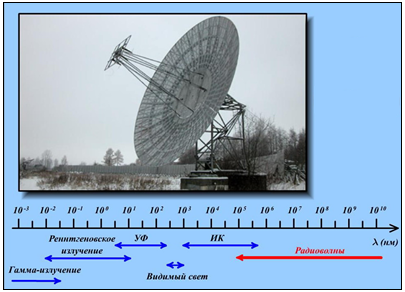 10⁻³ 10⁻² 10⁻¹ 10⁰ 10¹ 10² 10³ 10⁴ 10⁵ 10⁶ 10⁷ 10⁸ 10⁹ 10¹⁰
λ (нм)
Реннтгеновское
излучение
УФ
ИК
Радиоволны
Гамма-излучение
Видимый свет